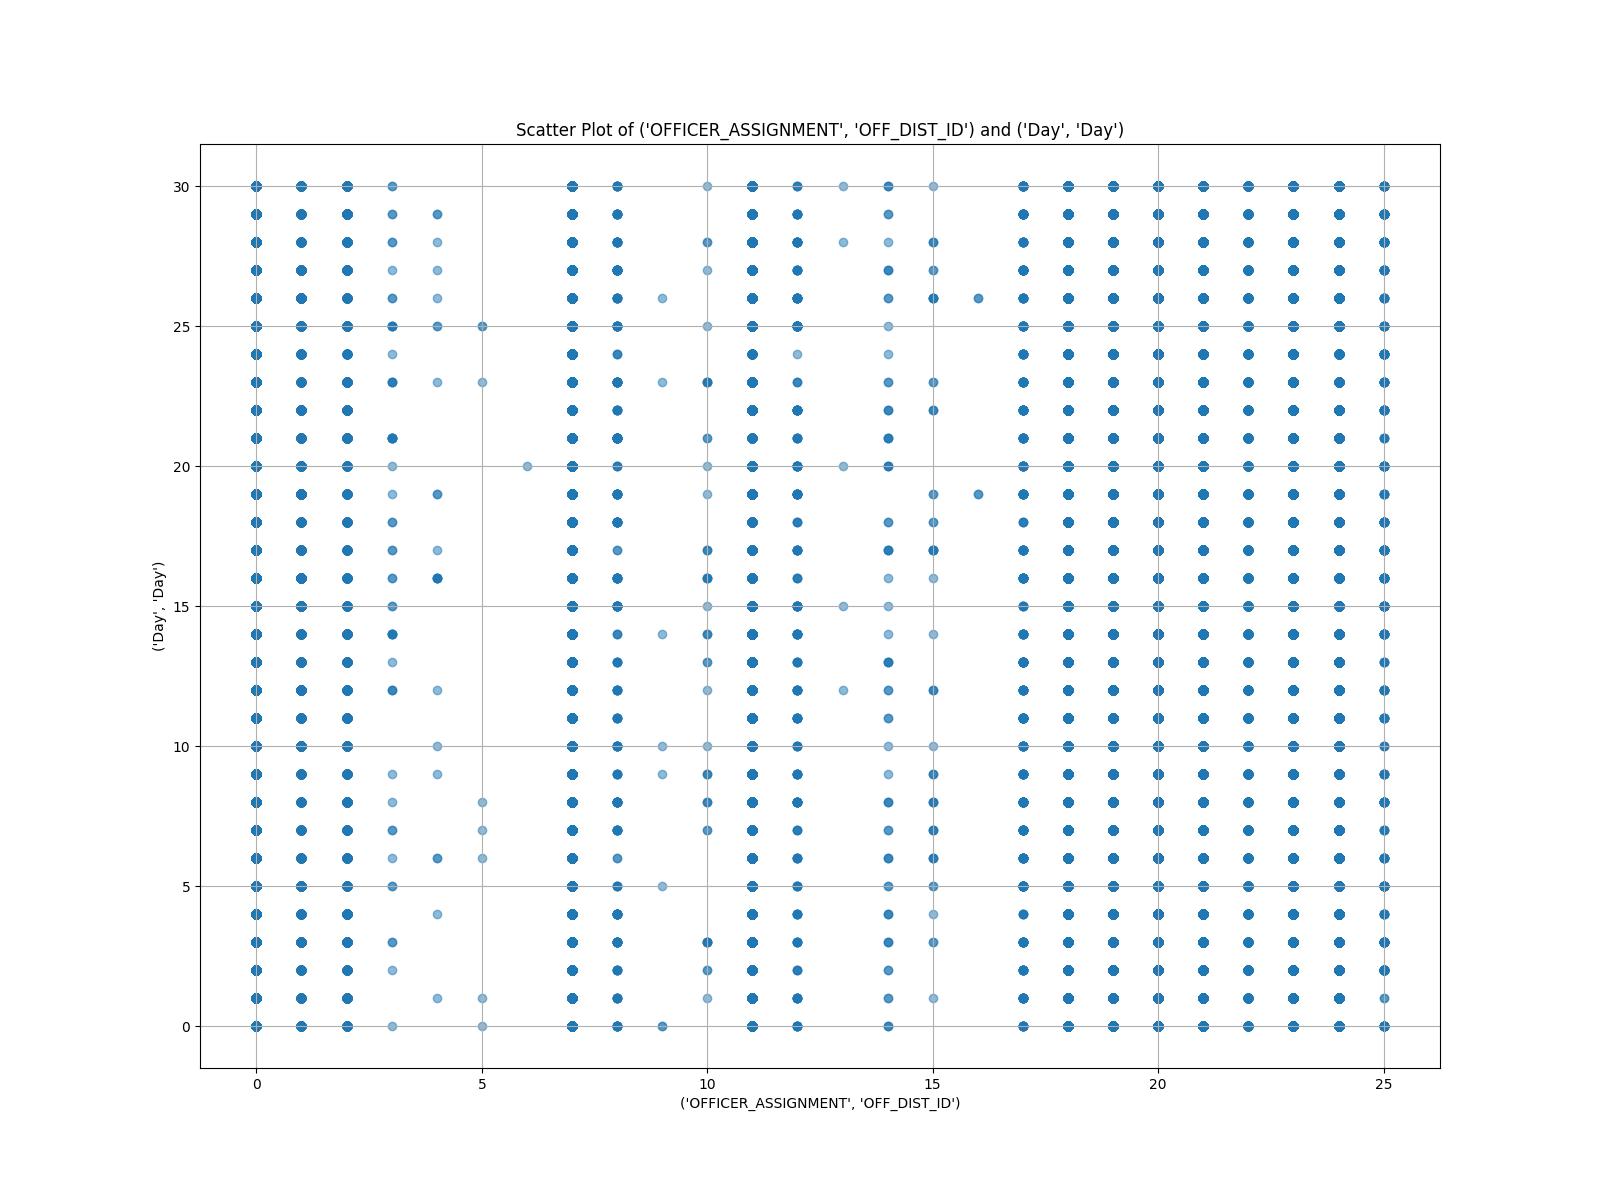 Scatter Plot of ('OFFICER_ASSIGNMENT', 'OFF_DIST_ID') and ('Day', 'Day')
('Day', 'Day')
30
25
20
15
10
5
0
0 5 10 15 20 25
('OFFICER_ASSIGNMENT', 'OFF_DIST_ID')